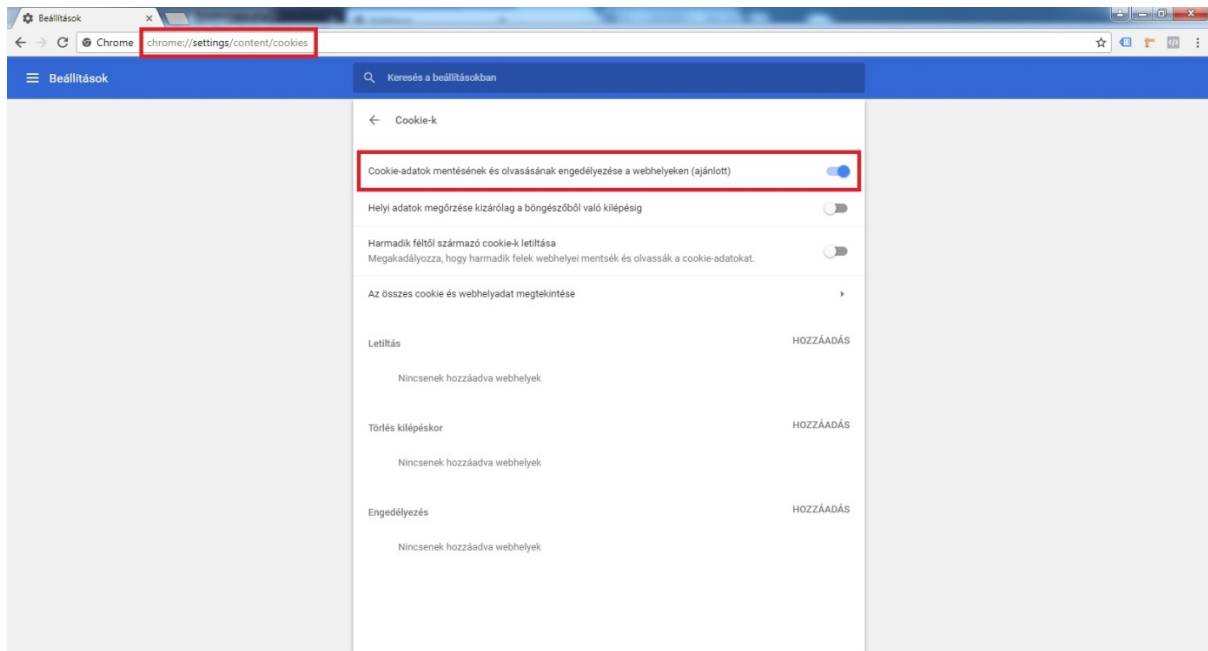 Beállítások
Chrome chrome://settings/content/cookies
Beállítások
Keresés a beállításokban
Cookie-k
Cookie-adatok mentésének és olvasásának engedélyezése a webhelyeken (ajánlott)
Helyi adatok megőrzése kizárólag a böngészőből való kilépésig
Harmadik féltől származó cookie-k letiltása
Megakadályozza, hogy harmadik felek webhelyei mentsék és olvassák a cookie-adatokat.
Az összes cookie és webhelyadat megtekintése
Letiltás HOZZÁADÁS
Nincsenek hozzáadva webhelyek
Törlés kilépéskor HOZZÁADÁS
Nincsenek hozzáadva webhelyek
Engedélyezés HOZZÁADÁS
Nincsenek hozzáadva webhelyek